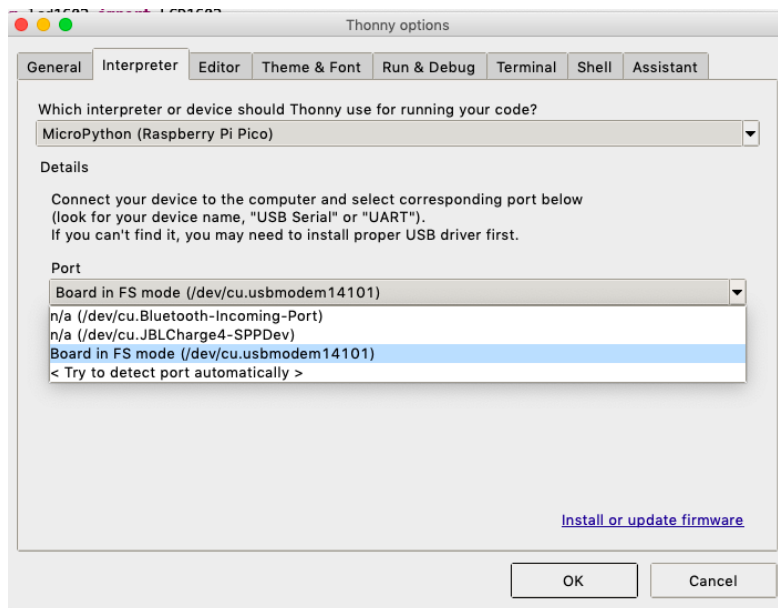 Thonny options
General Interpreter Editor Theme & Font Run & Debug Terminal Shell Assistant
Which interpreter or device should Thonny use for running your code?
MicroPython (Raspberry Pi Pico)
Details
Connect your device to the computer and select corresponding port below
(look for your device name, "USB Serial" or "UART").
If you can't find it, you may need to install proper USB driver first.
Port
Board in FS mode (/dev/cu.usbmodem14101)
n/a (/dev/cu.Bluetooth-Incoming-Port)
n/a (/dev/cu.JBLCharge4-SPPDev)
Board in FS mode (/dev/cu.usbmodem14101)
< Try to detect port automatically >
Install or update firmware
OK Cancel